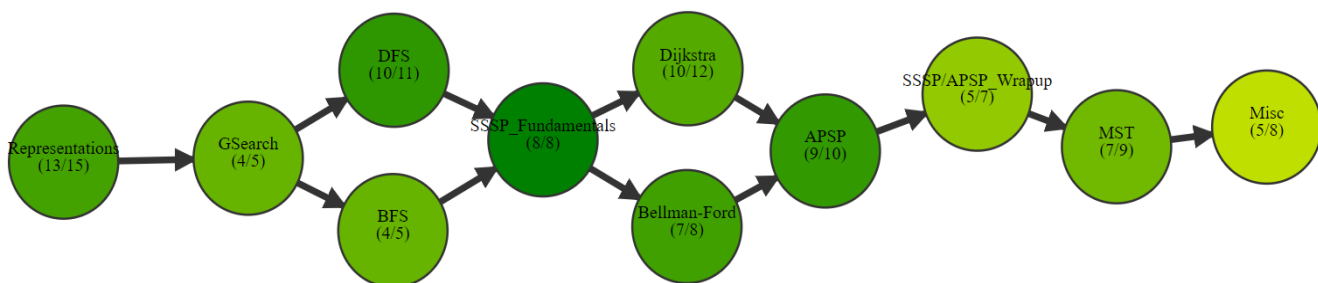 Representations
(13/15)
GSearch
(4/5)
DFS
(10/11)
BFS
(4/5)
SSSP_Fundamentals
(8/8)
Dijkstra
(10/12)
Bellman-Ford
(7/8)
APSP
(9/10)
SSSP/APSP_Wrapup
(5/7)
MST
(7/9)
Misc
(5/8)